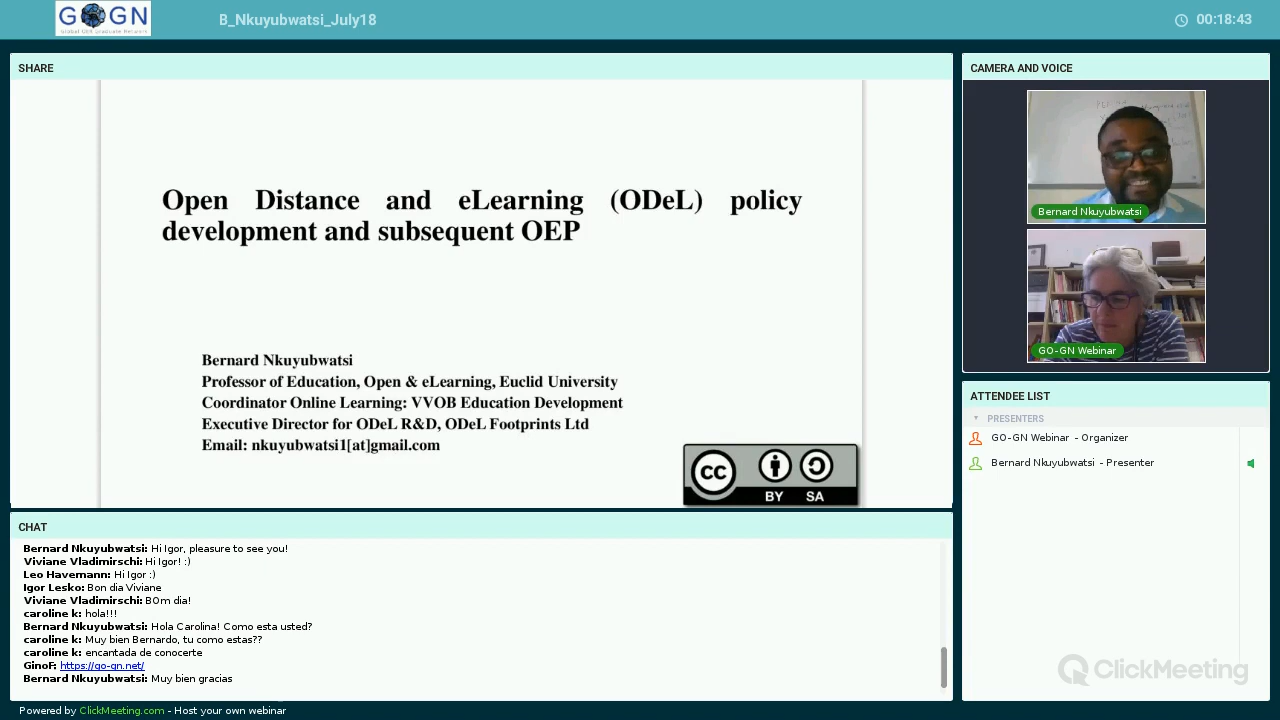 GO GN
Global OER Graduate Network
B_Nkuyubwatsi_July18
00:18:43
SHARE
Open Distance and eLearning (ODeL) policy
development and subsequent OEP
Bernard Nkuyubwatsi
Professor of Education, Open & eLearning, Euclid University
Coordinator Online Learning: VVOB Education Development
Executive Director for ODeL R&D, ODeL Footprints Ltd
Email: nkuyubwatsi1[at]gmail.com
cc
BY SA
CAMERA AND VOICE
Bernard Nkuyubwatsi
GO-GN Webinar
ATTENDEE LIST
PRESENTERS
GO-GN Webinar - Organizer
Bernard Nkuyubwatsi - Presenter
ClickMeeting
CHAT
Bernard Nkuyubwatsi: Hi Igor, pleasure to see you!
Viviane Vladimirschi: Hi Igor! :)
Leo Havemann: Hi Igor :)
Igor Lesko: Bon dia Viviane
Viviane Vladimirschi: BOm dia!
caroline k: hola!!!
Bernard Nkuyubwatsi: Hola Carolina! Como esta usted?
caroline k: Muy bien Bernardo, tu como estas??
caroline k: encantada de conocerte
GinoF: https://go-gn.net/
Bernard Nkuyubwatsi: Muy bien gracias
Powered by ClickMeeting.com - Host your own webinar